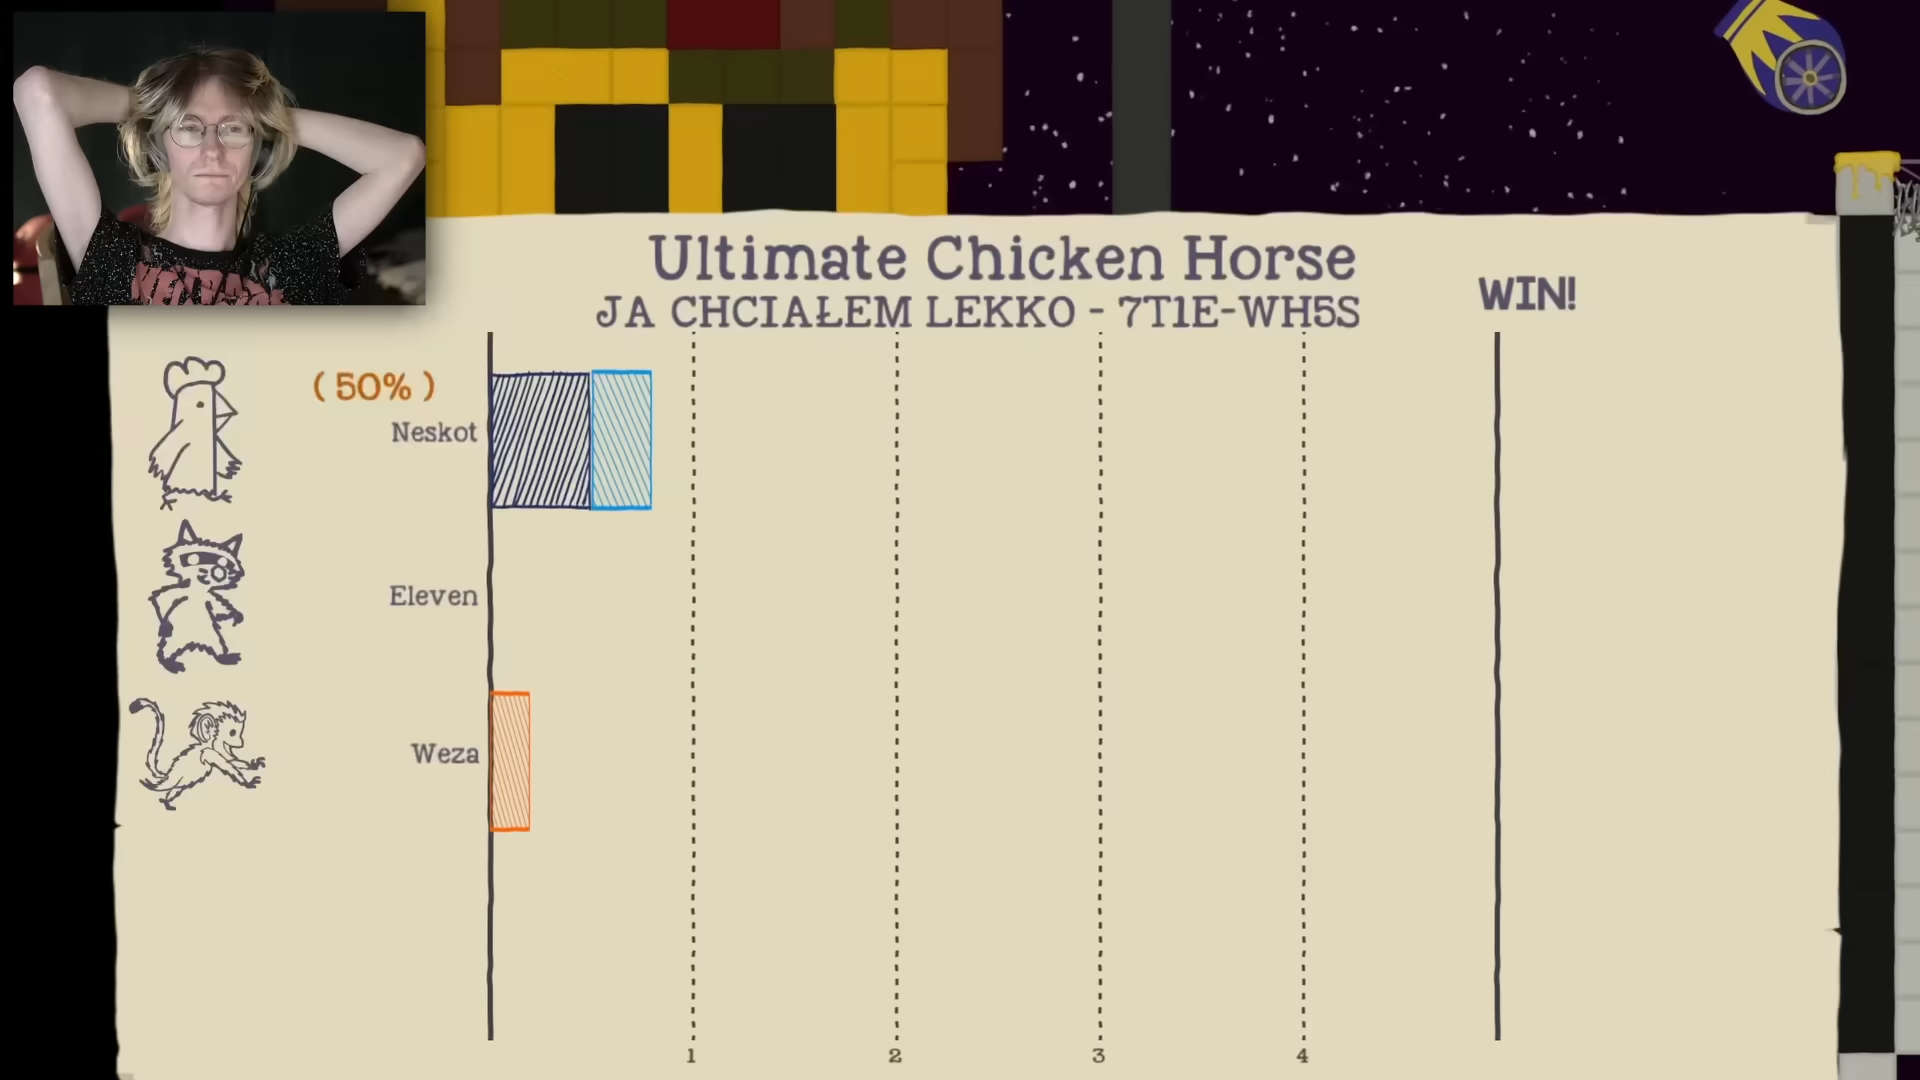 Ultimate Chicken Horse
JA CHCIAŁEM LEKKO - 7T1E-WH5S
WIN!
( 50% )
Neskot
Eleven
Weza
1 2 3 4